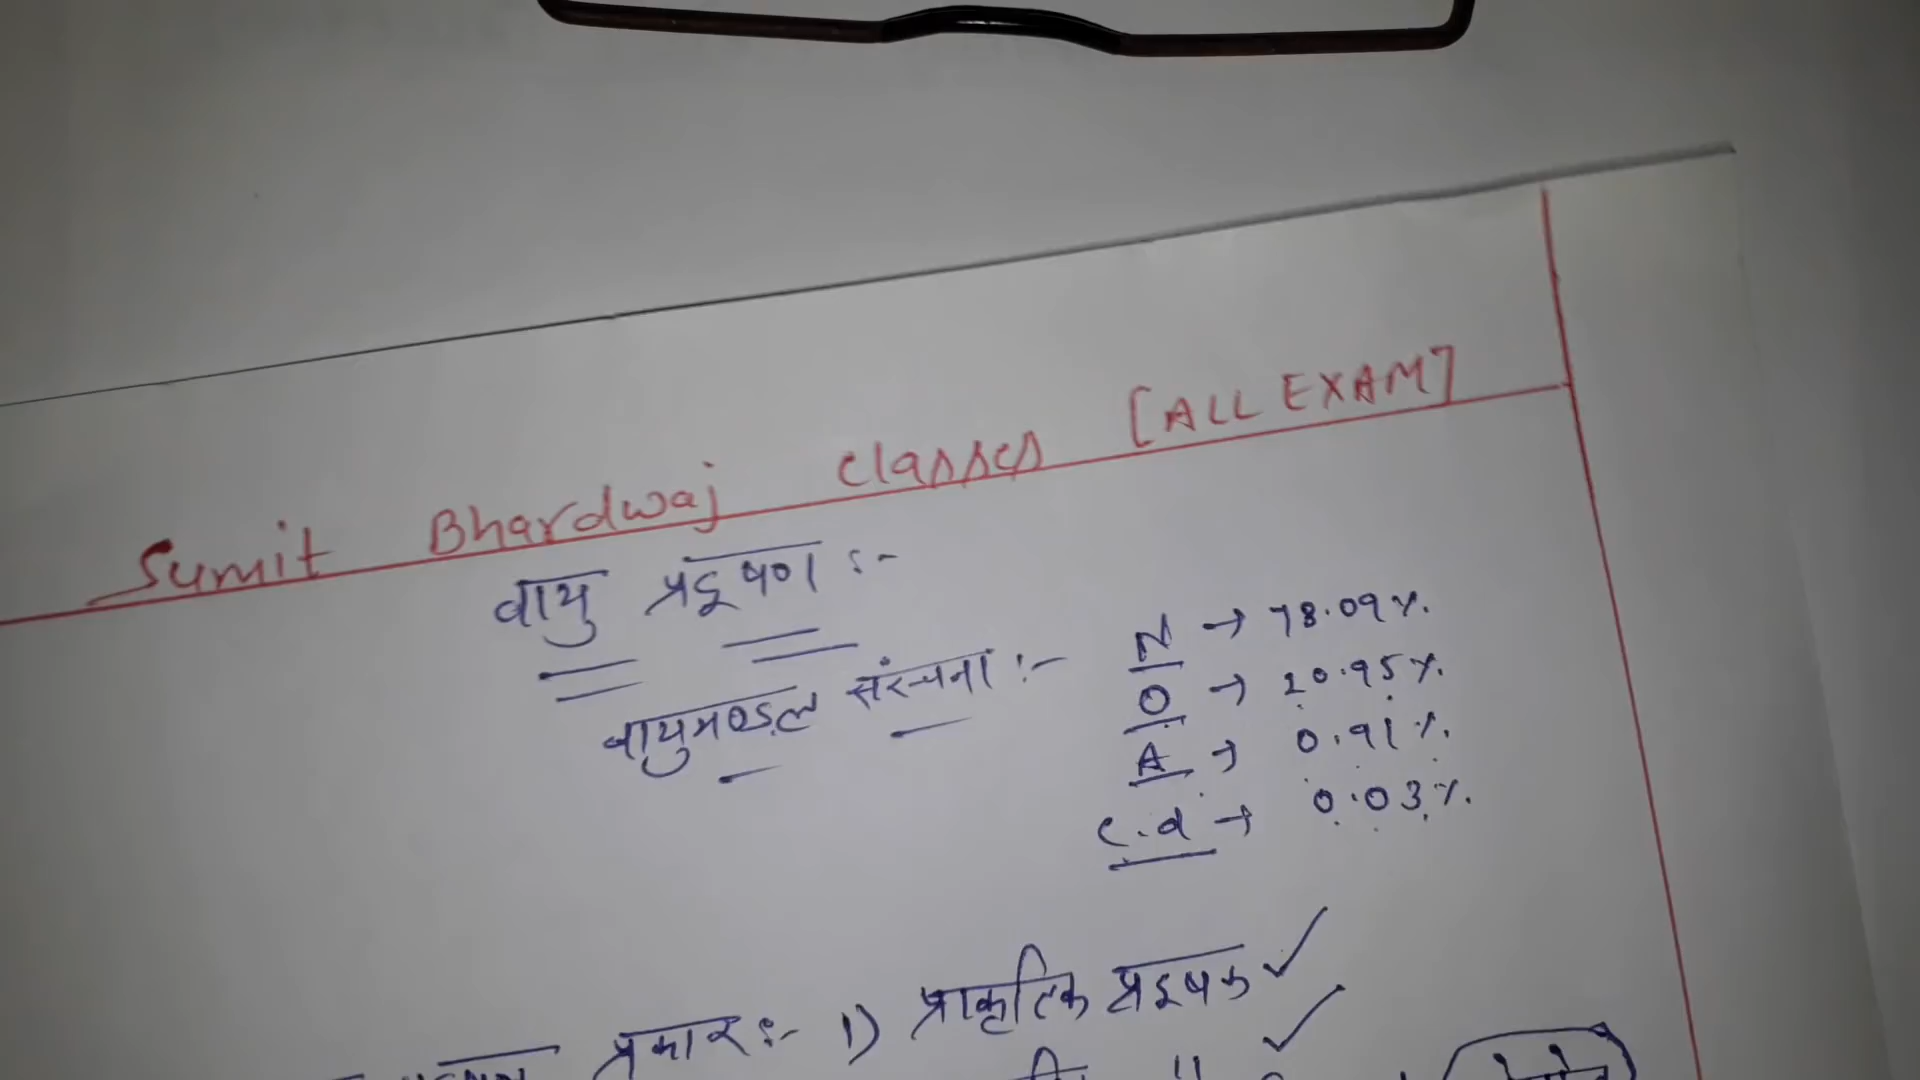 Sumit Bhardwaj Classes [ALL EXAM]
वायु प्रदूषण :-
वायुमण्डल संरचना :-
N → 78.09%.
O → 20.95%.
A → 0.91%.
C.d → 0.03%.
प्रकार :- 1) प्राकृतिक प्रदूषक ✓